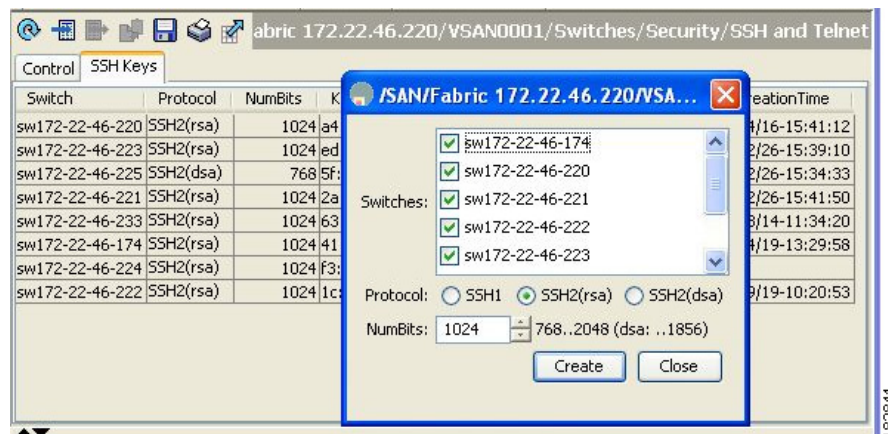 abric 172.22.46.220/VSAN0001/Switches/Security/SSH and Telnet
Control SSH Keys
Switch Protocol NumBits K reationTime
sw172-22-46-220 SSH2(rsa) 1024 a4 4/16-15:41:12
sw172-22-46-223 SSH2(rsa) 1024 ed 2/26-15:39:10
sw172-22-46-225 SSH2(dsa) 768 5f: 2/26-15:34:33
sw172-22-46-221 SSH2(rsa) 1024 2a 2/26-15:41:50
sw172-22-46-233 SSH2(rsa) 1024 63 3/14-11:34:20
sw172-22-46-174 SSH2(rsa) 1024 41 4/19-13:29:58
sw172-22-46-224 SSH2(rsa) 1024 f3:
sw172-22-46-222 SSH2(rsa) 1024 1c: 9/19-10:20:53
/SAN/Fabric 172.22.46.220/VSA...
Switches:
sw172-22-46-174
sw172-22-46-220
sw172-22-46-221
sw172-22-46-222
sw172-22-46-223
Protocol: SSH1 SSH2(rsa) SSH2(dsa)
NumBits: 1024 768..2048 (dsa: ..1856)
Create Close